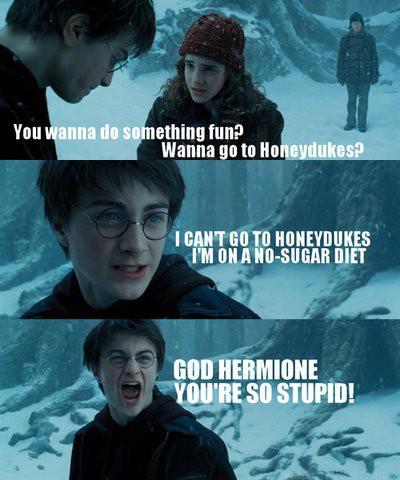 You wanna do something fun?
Wanna go to Honeydukes?
I CAN'T GO TO HONEYDUKES
I'M ON A NO-SUGAR DIET
GOD HERMIONE
YOU'RE SO STUPID!